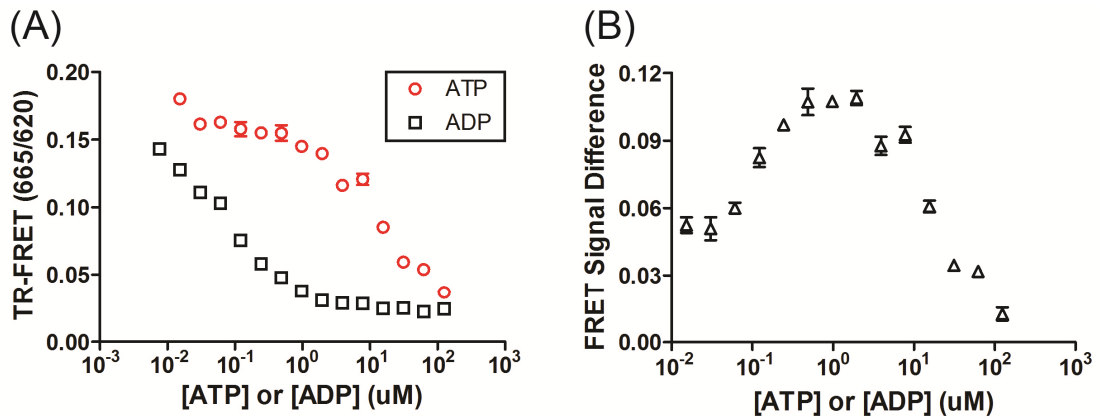 (A)
TR-FRET (665/620)
0.20
0.15
0.10
0.05
0.00
10-3
10-2
10-1
100
101
102
103
[ATP] or [ADP] (uM)
ATP
ADP
(B)
FRET Signal Difference
0.12
0.09
0.06
0.03
0.00
10-2
10-1
100
101
102
103
[ATP] or [ADP] (uM)